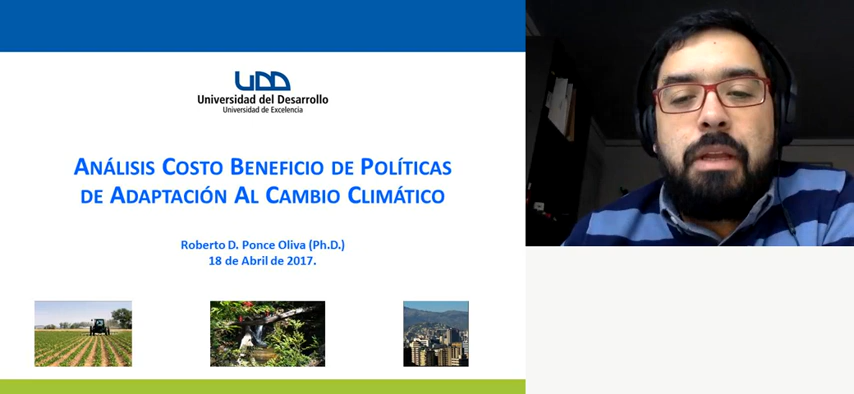 UDD
Universidad del Desarrollo
Universidad de Excelencia
ANÁLISIS COSTO BENEFICIO DE POLÍTICAS
DE ADAPTACIÓN AL CAMBIO CLIMÁTICO
Roberto D. Ponce Oliva (Ph.D.)
18 de Abril de 2017.